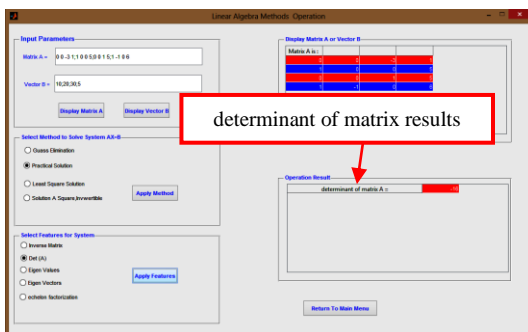 Linear Algebra Methods Operation
Input Parameters
Matrix A =
0 0 -3 1;1 0 0 5;0 0 1 5;1 -1 0 6
Vector B =
10;20;30;5
Display Matrix A
Display Vector B
Select Method to Solve System AX=B
Guass Elmination
Practical Solution
Least Square Solution
Solution A Square,Invwertible
Apply Method
Select Features for System
Inverse Matrix
Det (A)
Eigen Values
Eigen Vectors
echelon factorization
Apply Features
Display Matrix A or Vector B
Matrix A is :
determinant of matrix results
Operation Result
determinant of matrix A =
Return To Main Menu